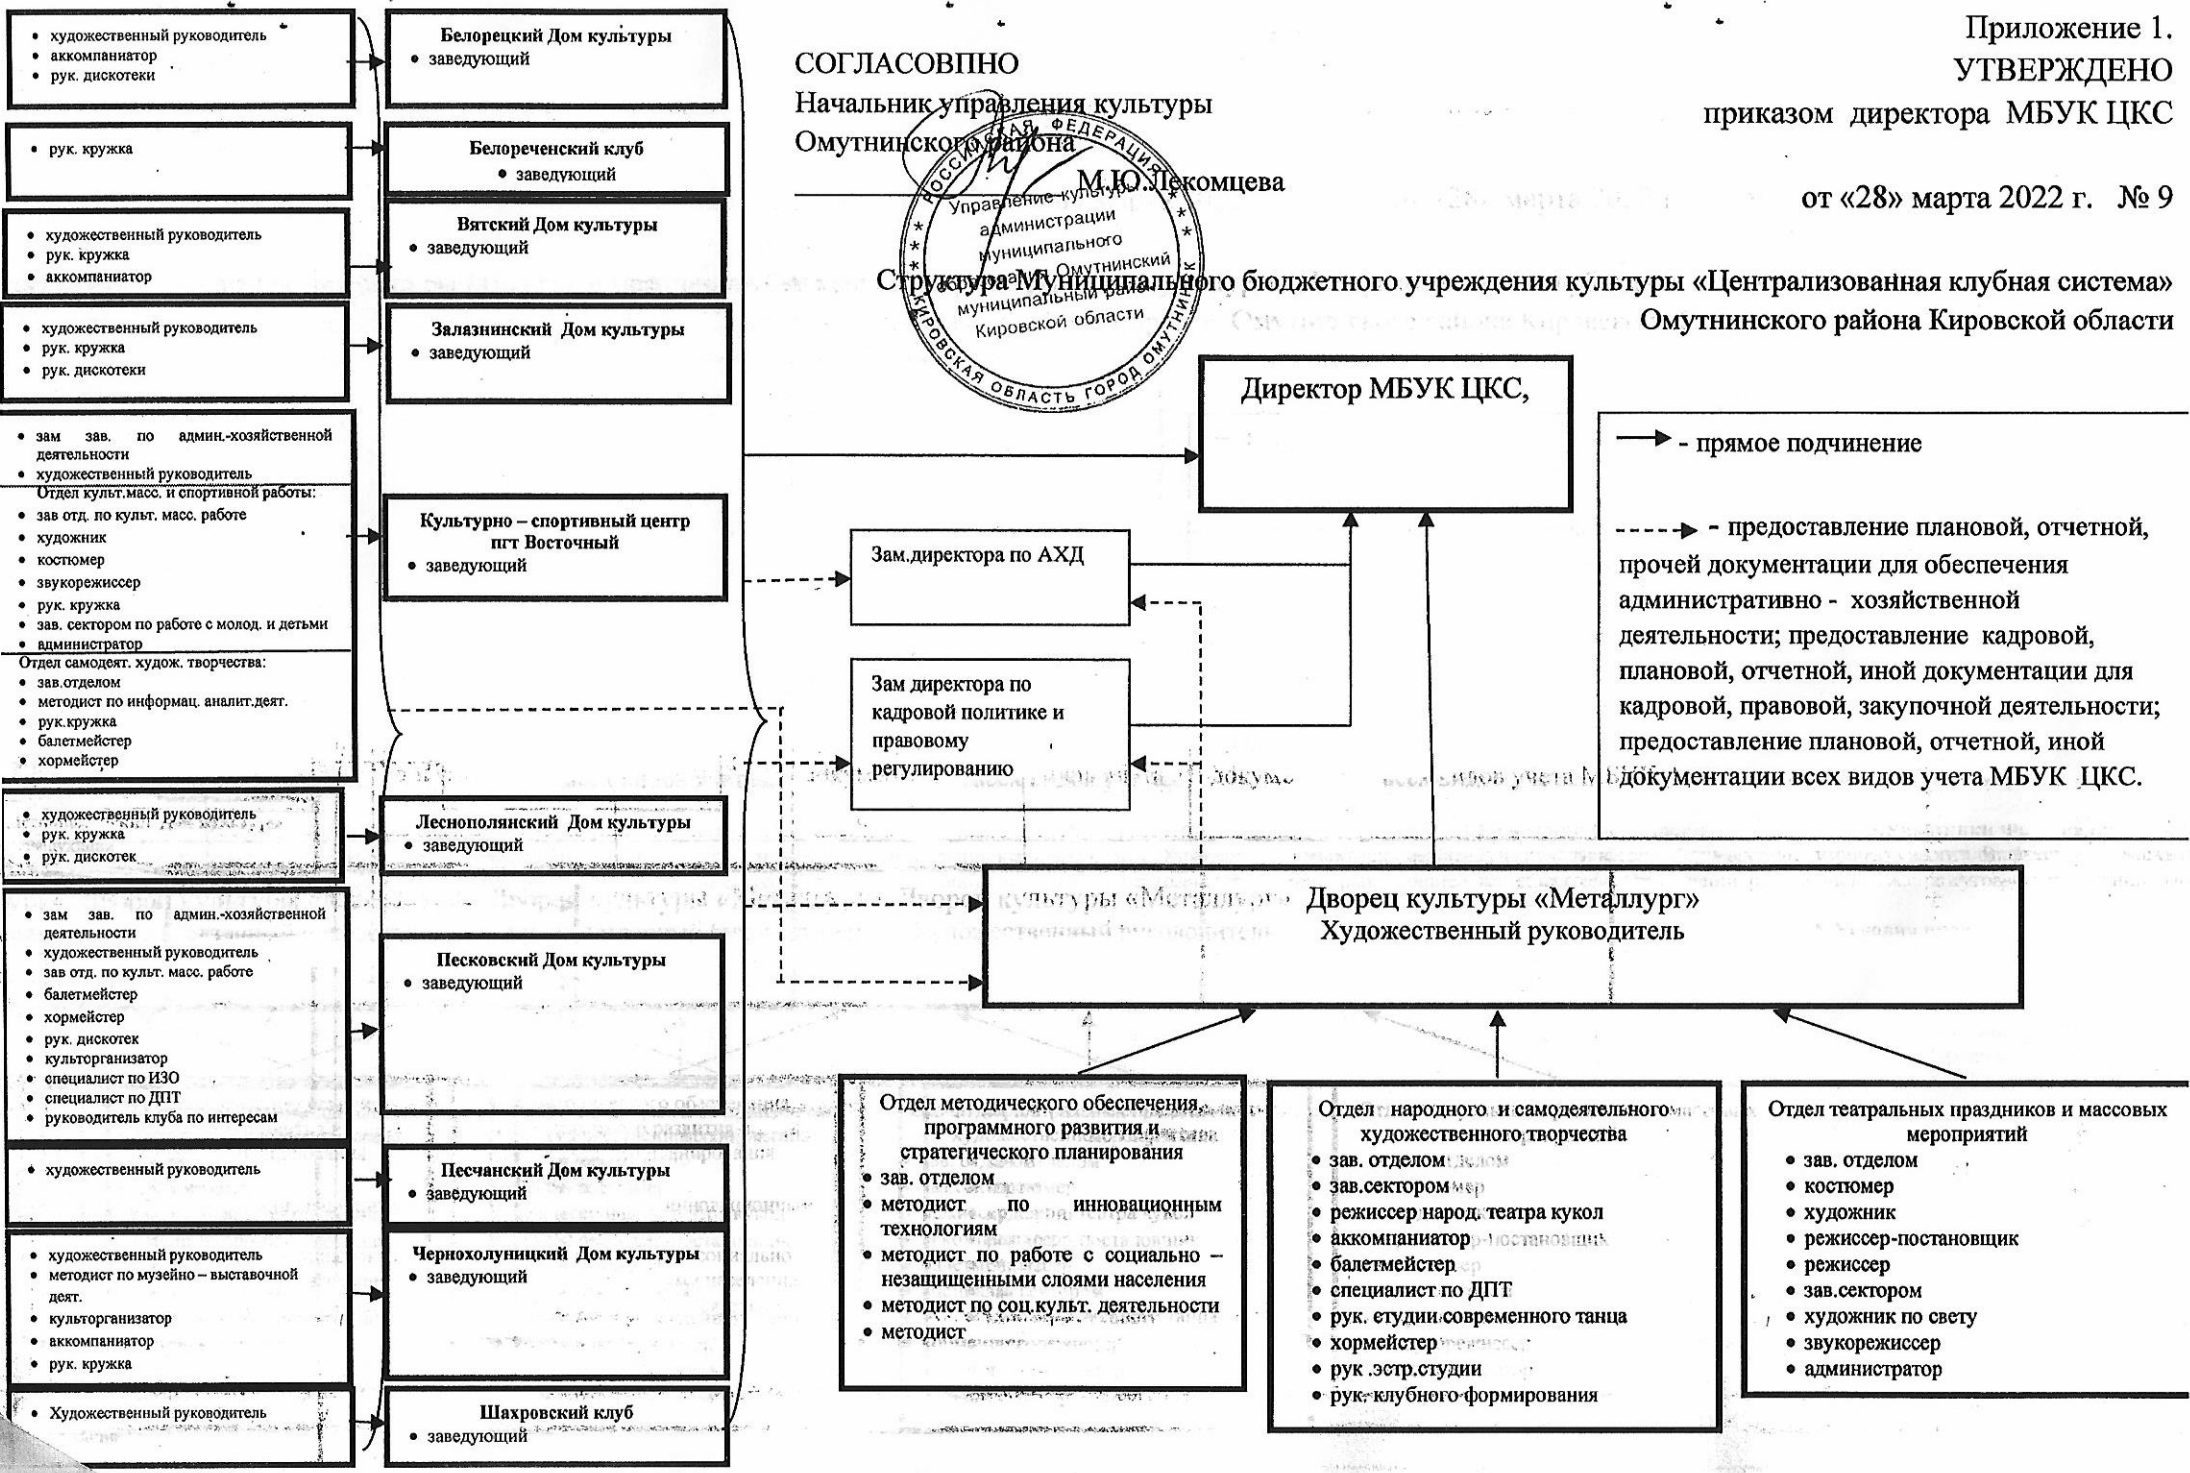 Приложение 1.
УТВЕРЖДЕНО
приказом директора МБУК ЦКС
от «28» марта 2022 г. № 9
СОГЛАСОВПНО
Начальник управления культуры
Омутнинского района
М.Ю.Лекомцева
РОССИЙСКАЯ ФЕДЕРАЦИЯ
КИРОВСКАЯ ОБЛАСТЬ ГОРОД ОМУТНИНСК
Управление культуры
администрации
муниципального
образования Омутнинский
муниципальный район
Кировской области
Структура Муниципального бюджетного учреждения культуры «Централизованная клубная система»
Омутнинского района Кировской области
• художественный руководитель
• аккомпаниатор
• рук. дискотеки
Белорецкий Дом культуры
• заведующий
• рук. кружка
Белореченский клуб
• заведующий
• художественный руководитель
• рук. кружка
• аккомпаниатор
Вятский Дом культуры
• заведующий
• художественный руководитель
• рук. кружка
• рук. дискотеки
Залазнинский Дом культуры
• заведующий
• зам зав. по админ.-хозяйственной
деятельности
• художественный руководитель
Отдел культ.масс. и спортивной работы:
• зав отд. по культ. масс. работе
• художник
• костюмер
• звукорежиссер
• рук. кружка
• зав. сектором по работе с молод. и детьми
• администратор
Отдел самодеят. худож. творчества:
• зав.отделом
• методист по информац. аналит.деят.
• рук.кружка
• балетмейстер
• хормейстер
Культурно – спортивный центр
пгт Восточный
• заведующий
• художественный руководитель
• рук. кружка
• рук. дискотек
Леснополянский Дом культуры
• заведующий
• зам зав. по админ.-хозяйственной
деятельности
• художественный руководитель
• зав отд. по культ. масс. работе
• балетмейстер
• хормейстер
• рук. дискотек
• культорганизатор
• специалист по ИЗО
• специалист по ДПТ
• руководитель клуба по интересам
Песковский Дом культуры
• заведующий
• художественный руководитель
Песчанский Дом культуры
• заведующий
• художественный руководитель
• методист по музейно – выставочной
деят.
• культорганизатор
• аккомпаниатор
• рук. кружка
Чернохолуницкий Дом культуры
• заведующий
• Художественный руководитель
Шахровский клуб
• заведующий
Директор МБУК ЦКС,
Зам.директора по АХД
Зам директора по
кадровой политике и
правовому
регулированию
- прямое подчинение
- предоставление плановой, отчетной,
прочей документации для обеспечения
административно - хозяйственной
деятельности; предоставление кадровой,
плановой, отчетной, иной документации для
кадровой, правовой, закупочной деятельности;
предоставление плановой, отчетной, иной
документации всех видов учета МБУК ЦКС.
Дворец культуры «Металлург»
Художественный руководитель
Отдел методического обеспечения,
программного развития и
стратегического планирования
• зав. отделом
• методист по инновационным
технологиям
• методист по работе с социально –
незащищенными слоями населения
• методист по соц.культ. деятельности
• методист
Отдел народного и самодеятельного
художественного творчества
• зав. отделом
• зав.сектором
• режиссер народ. театра кукол
• аккомпаниатор
• балетмейстер
• специалист по ДПТ
• рук. студии современного танца
• хормейстер
• рук .эстр.студии
• рук. клубного формирования
Отдел театральных праздников и массовых
мероприятий
• зав. отделом
• костюмер
• художник
• режиссер-постановщик
• режиссер
• зав.сектором
• художник по свету
• звукорежиссер
• администратор